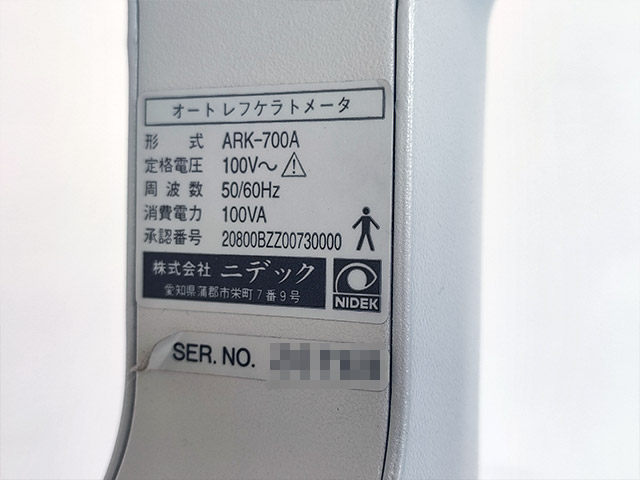 オートレフケラトメータ
形式 ARK-700A
定格電圧 100V～
周波数 50/60Hz
消費電力 100VA
承認番号 20800BZZ00730000
株式会社 ニデック
愛知県蒲郡市栄町7番9号
NIDEK
SER. NO.